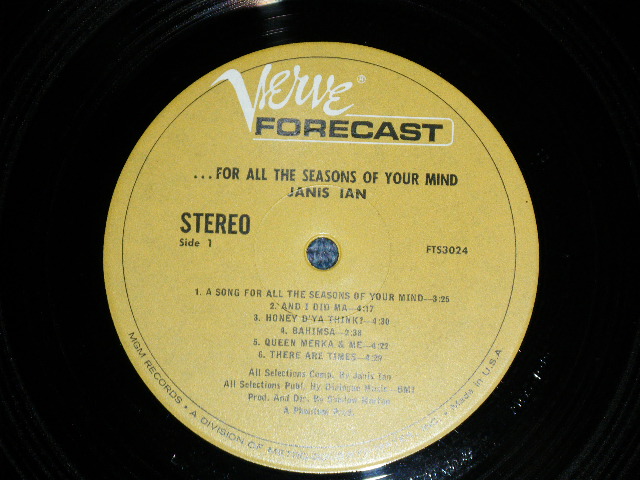 Verve®
FORECAST
...FOR ALL THE SEASONS OF YOUR MIND
JANIS IAN
STEREO
Side 1
FTS3024
1. A SONG FOR ALL THE SEASONS OF YOUR MIND—3:25
2. AND I DID MA—4:17
3. HONEY D'YA THINK?—4:30
4. BAHIMSA—2:38
5. QUEEN MERKA & ME—4:22
6. THERE ARE TIMES—4:29
All Selections Comp. By Janis Ian
All Selections Publ. By Dialogue Music—BMI
Prod. And Dir. By
A
MGM RECORDS • A DIVISION OF • Made in U.S.A.